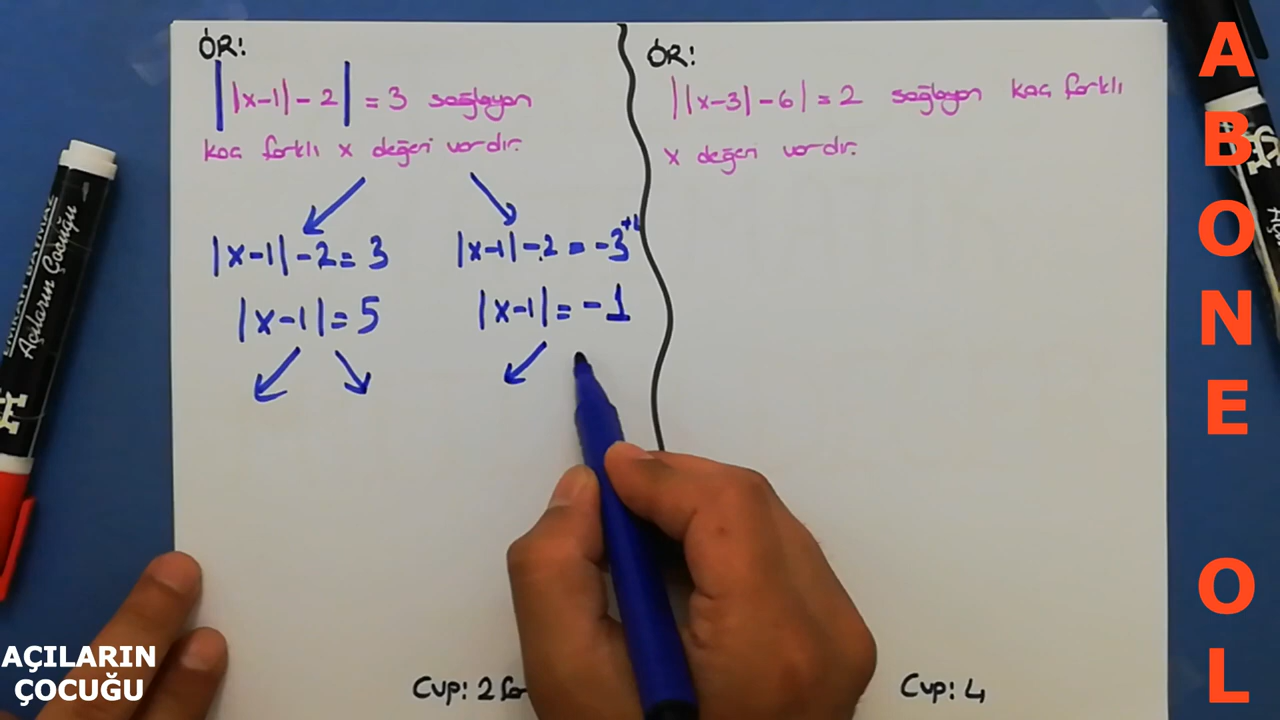 ÖR:
||x-1|-2| = 3 sağlayan
kaç farklı x değeri vardır.
|x-1|-2 = 3
|x-1| = 5
|x-1|-2 = -3
|x-1| = -1
Cvp: 2
ÖR:
||x-3|-6| = 2 sağlayan kaç farklı
x değeri vardır.
Cvp: 4
Açıların Çocuğu
AÇILARIN
ÇOCUĞU
ABONE
OL